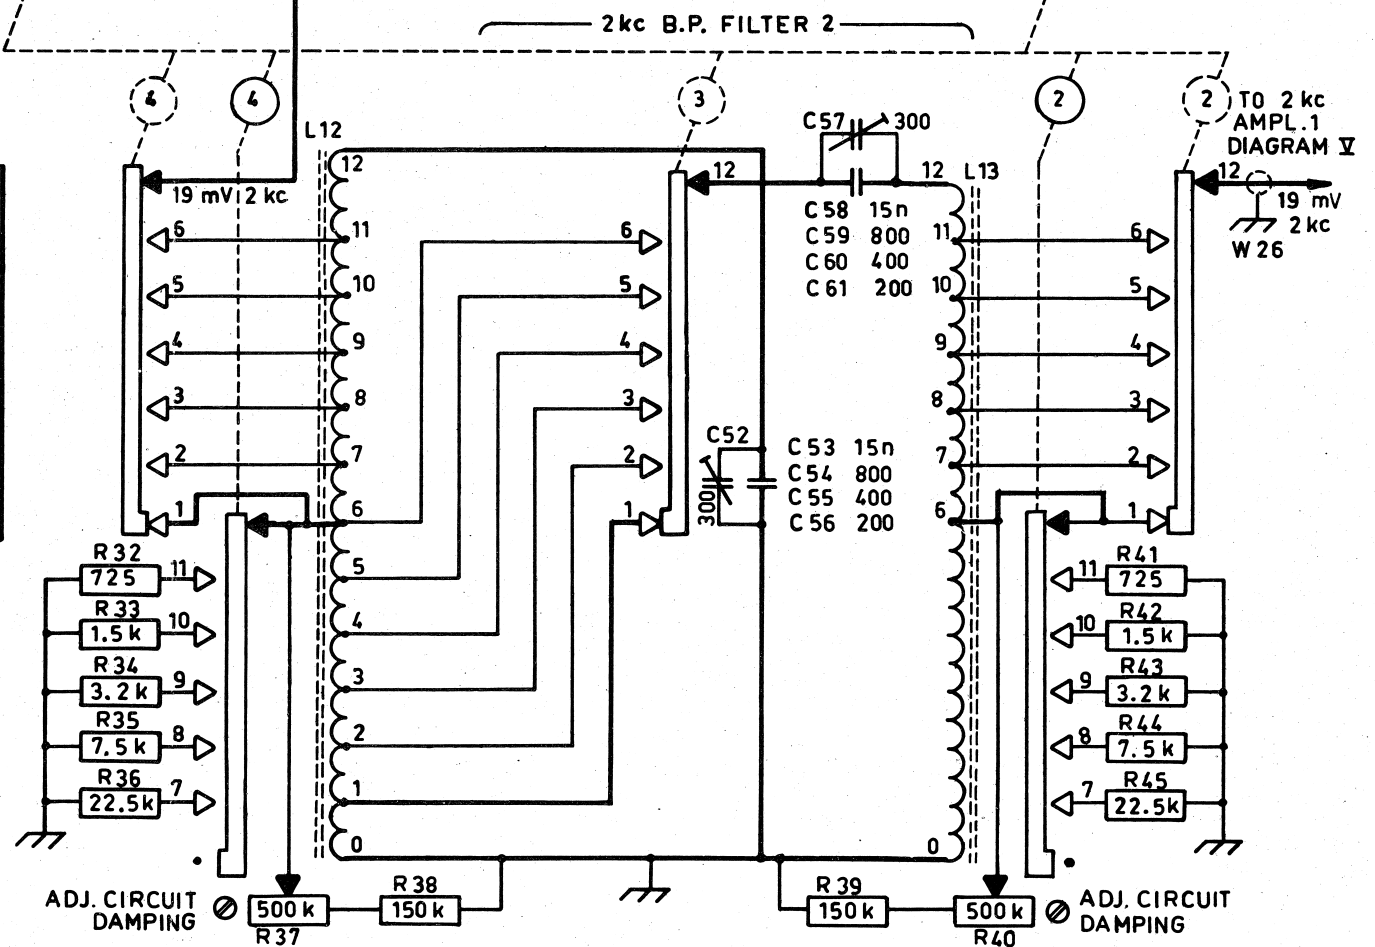 2kc B.P. FILTER 2
4
4
3
2
2
TO 2 kc
AMPL.1
DIAGRAM V
L12
C57
300
12
12
12
L13
12
19 mV 2 kc
19 mV
2 kc
W 26
C58 15n
C59 800
C60 400
C61 200
6
11
6
11
6
5
10
5
10
5
4
9
4
9
4
3
8
3
8
3
2
7
2
7
2
1
6
1
6
1
C52
300
C53 15n
C54 800
C55 400
C56 200
R32
725
11
R33
1.5 k
10
R34
3.2 k
9
R35
7.5 k
8
R36
22.5k
7
5
4
3
2
1
0
0
R41
11
725
R42
10
1.5 k
R43
9
3.2 k
R44
8
7.5 k
R45
7
22.5k
ADJ. CIRCUIT
DAMPING
500 k
R37
R38
150 k
R39
150 k
500 k
R40
ADJ. CIRCUIT
DAMPING